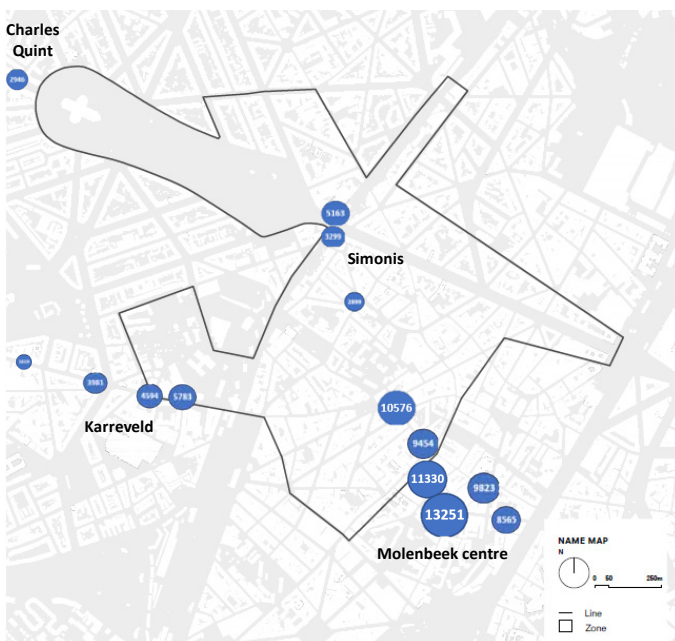 Charles
Quint
2946
5163
3299
Simonis
2899
3981
4594
5783
Karreveld
10576
9454
11330
9823
13251
8565
Molenbeek centre
NAME MAP
N
0 50 250m
Line
Zone